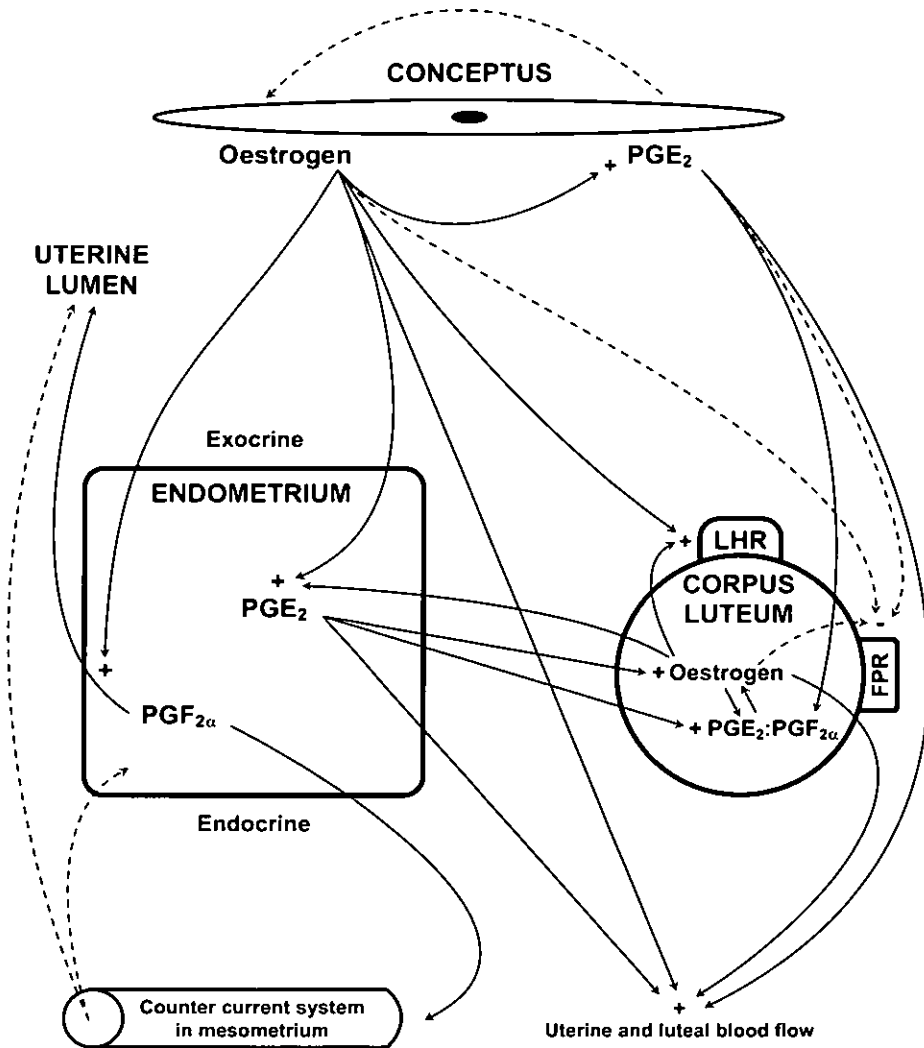 CONCEPTUS
Oestrogen
+ PGE₂
UTERINE
LUMEN
Exocrine
ENDOMETRIUM
+
PGE₂
+
PGF₂α
Endocrine
+ LHR
CORPUS
LUTEUM
-
FPR
+ Oestrogen
+ PGE₂:PGF₂α
Counter current system
in mesometrium
+
Uterine and luteal blood flow